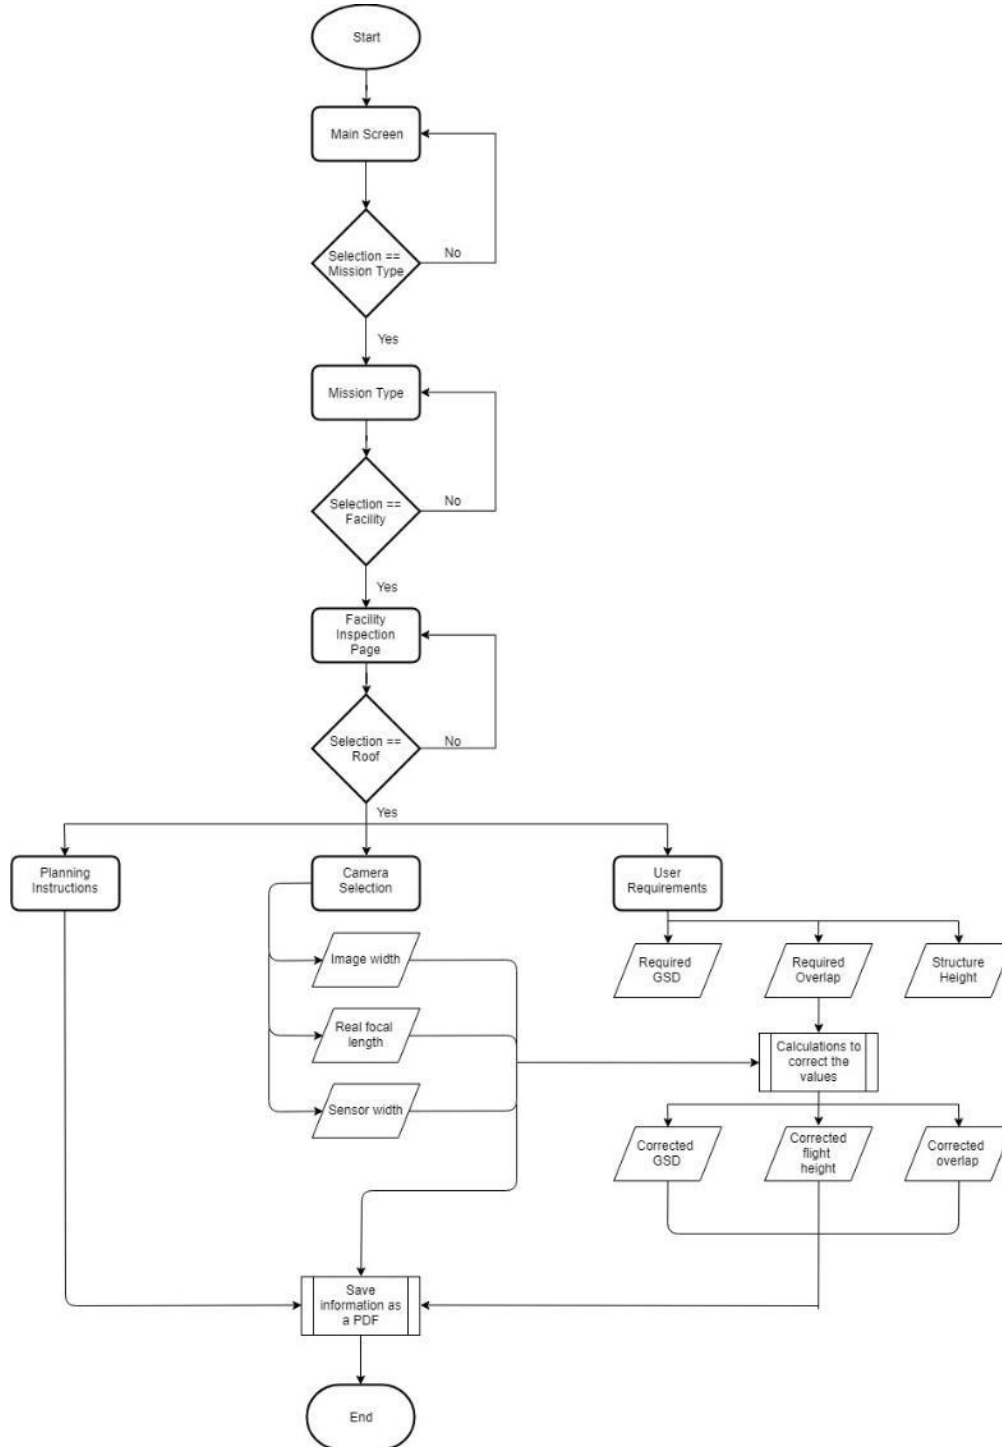 Start
Main Screen
Selection ==
Mission Type
No
Yes
Mission Type
Selection ==
Facility
No
Yes
Facility
Inspection
Page
Selection ==
Roof
No
Yes
Planning
Instructions
Camera
Selection
User
Requirements
Image width
Required
GSD
Required
Overlap
Structure
Height
Real focal
length
Calculations to
correct the
values
Sensor width
Corrected
GSD
Corrected
flight
height
Corrected
overlap
Save
information as
a PDF
End